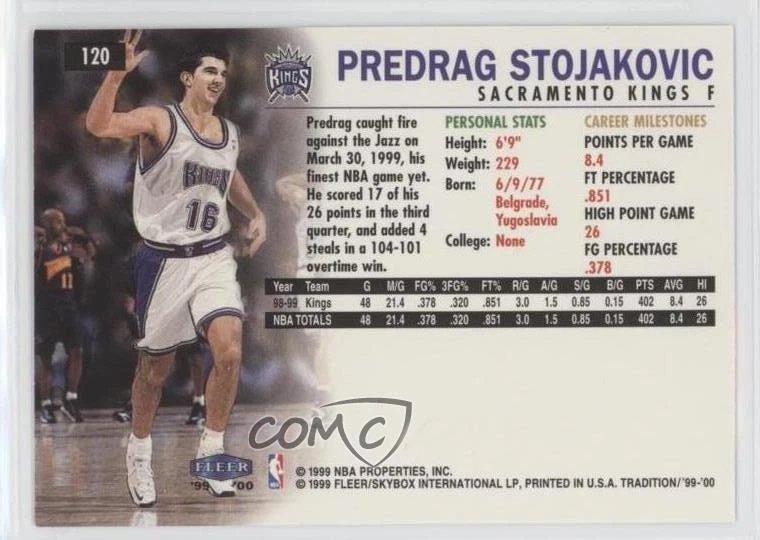 120
KINGS
PREDRAG STOJAKOVIC
SACRAMENTO KINGS F
Predrag caught fire
against the Jazz on
March 30, 1999, his
finest NBA game yet.
He scored 17 of his
26 points in the third
quarter, and added 4
steals in a 104-101
overtime win.
PERSONAL STATS
Height: 6'9"
Weight: 229
Born: 6/9/77
Belgrade,
Yugoslavia
College: None
CAREER MILESTONES
POINTS PER GAME
8.4
FT PERCENTAGE
.851
HIGH POINT GAME
26
FG PERCENTAGE
.378
Year Team G M/G FG% 3FG% FT% R/G A/G S/G B/G PTS AVG HI
98-99 Kings 48 21.4 .378 .320 .851 3.0 1.5 0.85 0.15 402 8.4 26
NBA TOTALS 48 21.4 .378 .320 .851 3.0 1.5 0.85 0.15 402 8.4 26
KINGS
16
11
COMC
FLEER
'99 '00
© 1999 NBA PROPERTIES, INC.
© 1999 FLEER/SKYBOX INTERNATIONAL LP, PRINTED IN U.S.A. TRADITION/'99-'00